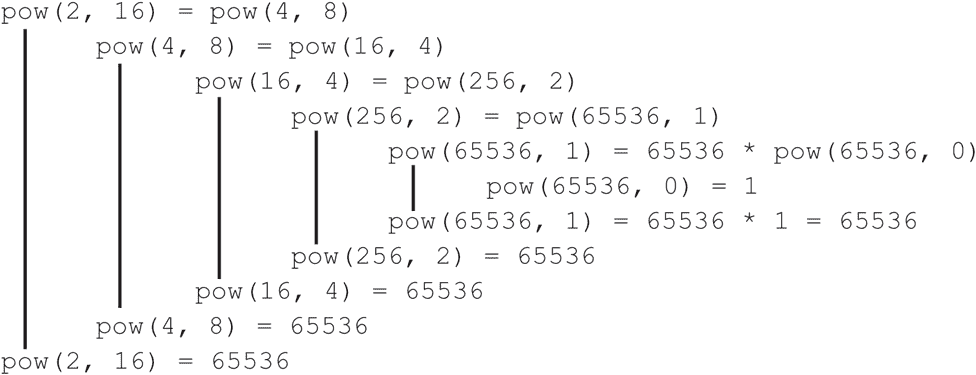 pow(2, 16) = pow(4, 8)
pow(4, 8) = pow(16, 4)
pow(16, 4) = pow(256, 2)
pow(256, 2) = pow(65536, 1)
pow(65536, 1) = 65536 * pow(65536, 0)
pow(65536, 0) = 1
pow(65536, 1) = 65536 * 1 = 65536
pow(256, 2) = 65536
pow(16, 4) = 65536
pow(4, 8) = 65536
pow(2, 16) = 65536